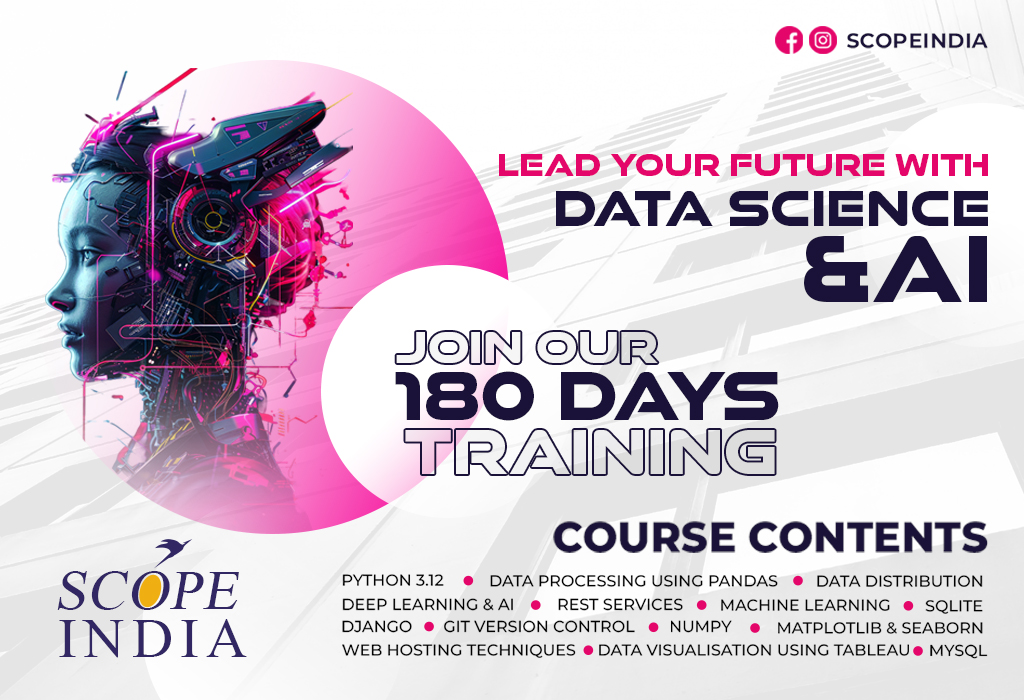 SCOPEINDIA
LEAD YOUR FUTURE WITH
DATA SCIENCE
&AI
JOIN OUR
180 DAYS
TRAINING
COURSE CONTENTS
PYTHON 3.12 • DATA PROCESSING USING PANDAS • DATA DISTRIBUTION
DEEP LEARNING & AI • REST SERVICES • MACHINE LEARNING • SQLITE
DJANGO • GIT VERSION CONTROL • NUMPY • MATPLOTLIB & SEABORN
WEB HOSTING TECHNIQUES • DATA VISUALISATION USING TABLEAU • MYSQL
SCOPE
INDIA